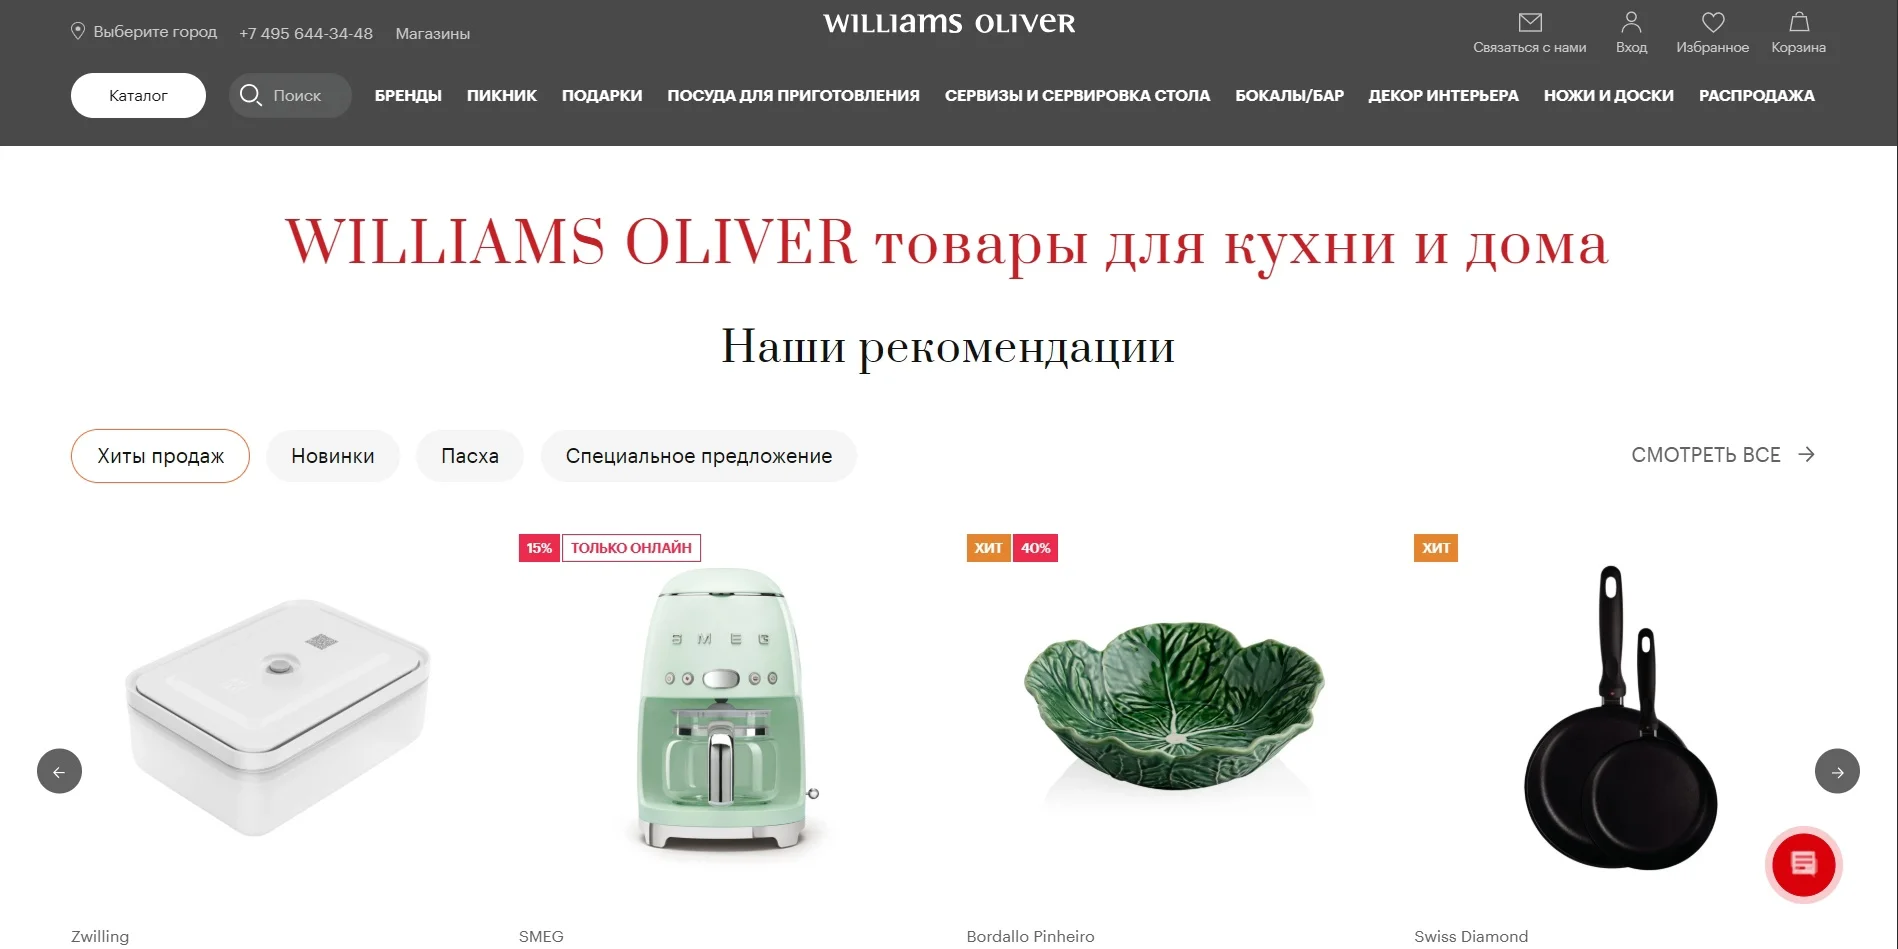 Выберите город
+7 495 644-34-48
Магазины
WILLIAMS OLIVER
Связаться с нами
Вход
Избранное
Корзина
Каталог
Поиск
БРЕНДЫ
ПИКНИК
ПОДАРКИ
ПОСУДА ДЛЯ ПРИГОТОВЛЕНИЯ
СЕРВИЗЫ И СЕРВИРОВКА СТОЛА
БОКАЛЫ/БАР
ДЕКОР ИНТЕРЬЕРА
НОЖИ И ДОСКИ
РАСПРОДАЖА
WILLIAMS OLIVER товары для кухни и дома
Наши рекомендации
Хиты продаж
Новинки
Пасха
Специальное предложение
СМОТРЕТЬ ВСЕ
15%
ТОЛЬКО ОНЛАЙН
ХИТ
40%
ХИТ
SMEG
Zwilling
SMEG
Bordallo Pinheiro
Swiss Diamond